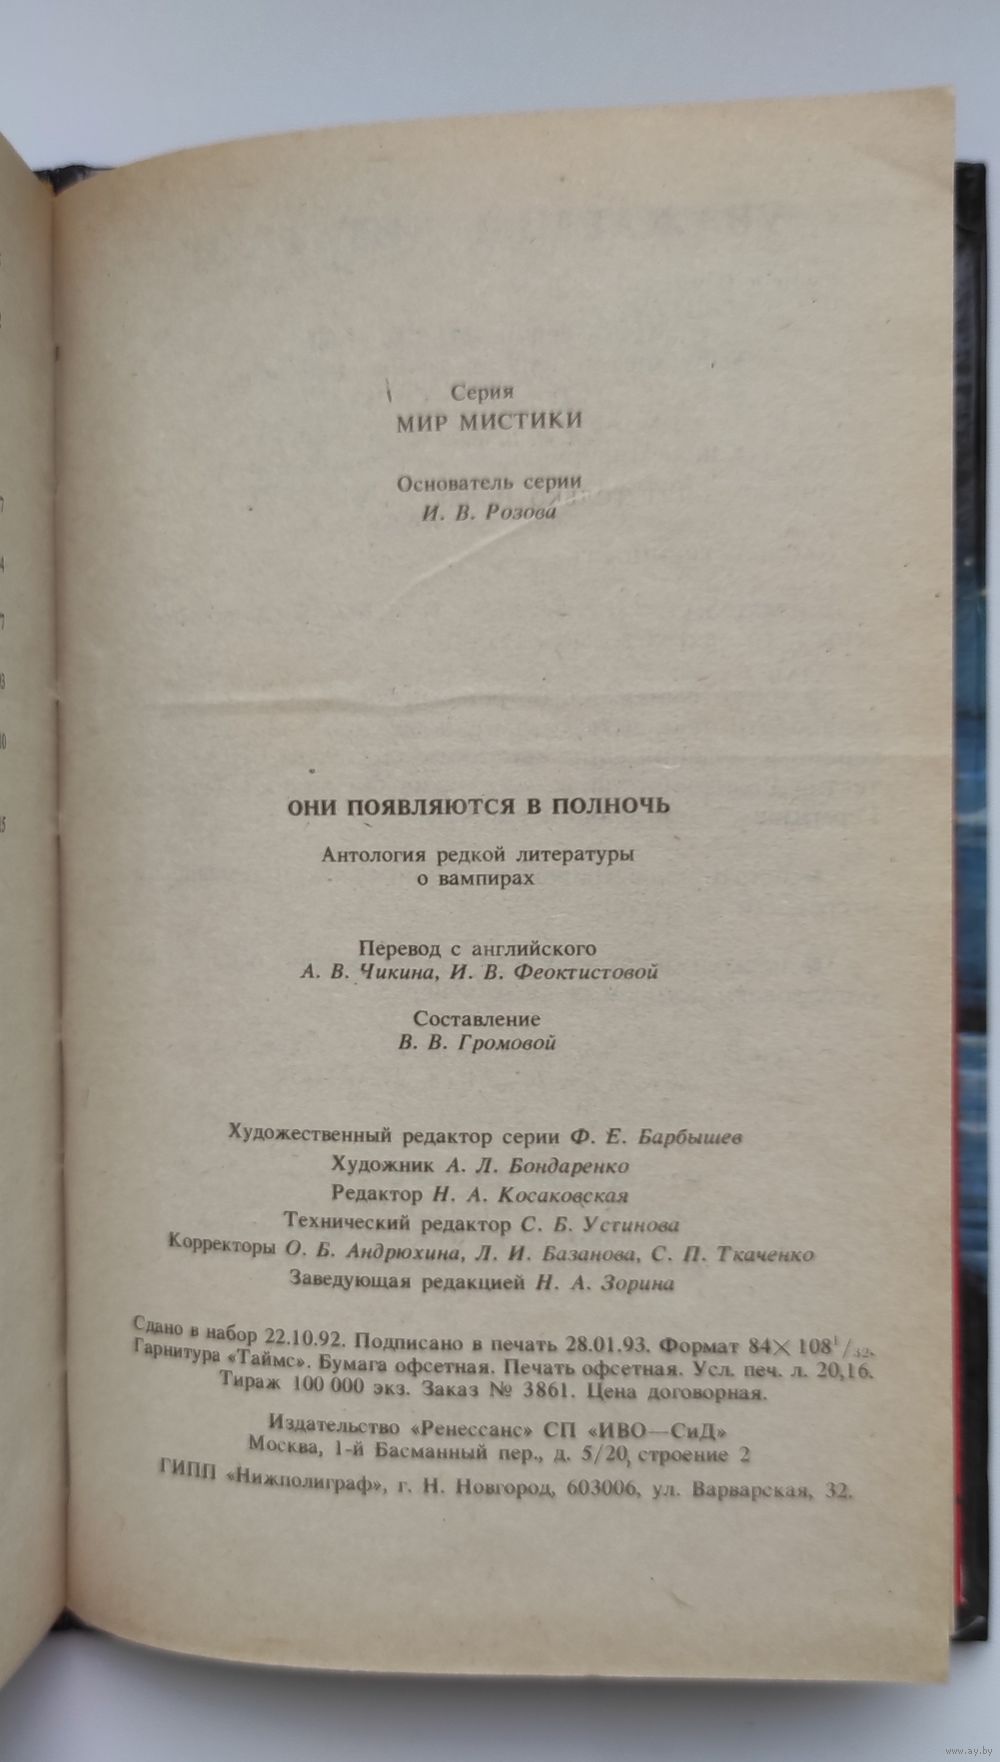 Серия
МИР МИСТИКИ
Основатель серии
И. В. Розова
ОНИ ПОЯВЛЯЮТСЯ В ПОЛНОЧЬ
Антология редкой литературы
о вампирах
Перевод с английского
А. В. Чикина, И. В. Феоктистовой
Составление
В. В. Громовой
Художественный редактор серии Ф. Е. Барбышев
Художник А. Л. Бондаренко
Редактор Н. А. Косаковская
Технический редактор С. Б. Устинова
Корректоры О. Б. Андрюхина, Л. И. Базанова, С. П. Ткаченко
Заведующая редакцией Н. А. Зорина
Сдано в набор 22.10.92. Подписано в печать 28.01.93. Формат 84×108¹/₃₂.
Гарнитура «Таймс». Бумага офсетная. Печать офсетная. Усл. печ. л. 20,16.
Тираж 100 000 экз. Заказ № 3861. Цена договорная.
Издательство «Ренессанс» СП «ИВО—СиД»
Москва, 1-й Басманный пер., д. 5/20, строение 2
ГИПП «Нижполиграф», г. Н. Новгород, 603006, ул. Варварская, 32.
www.ay.by